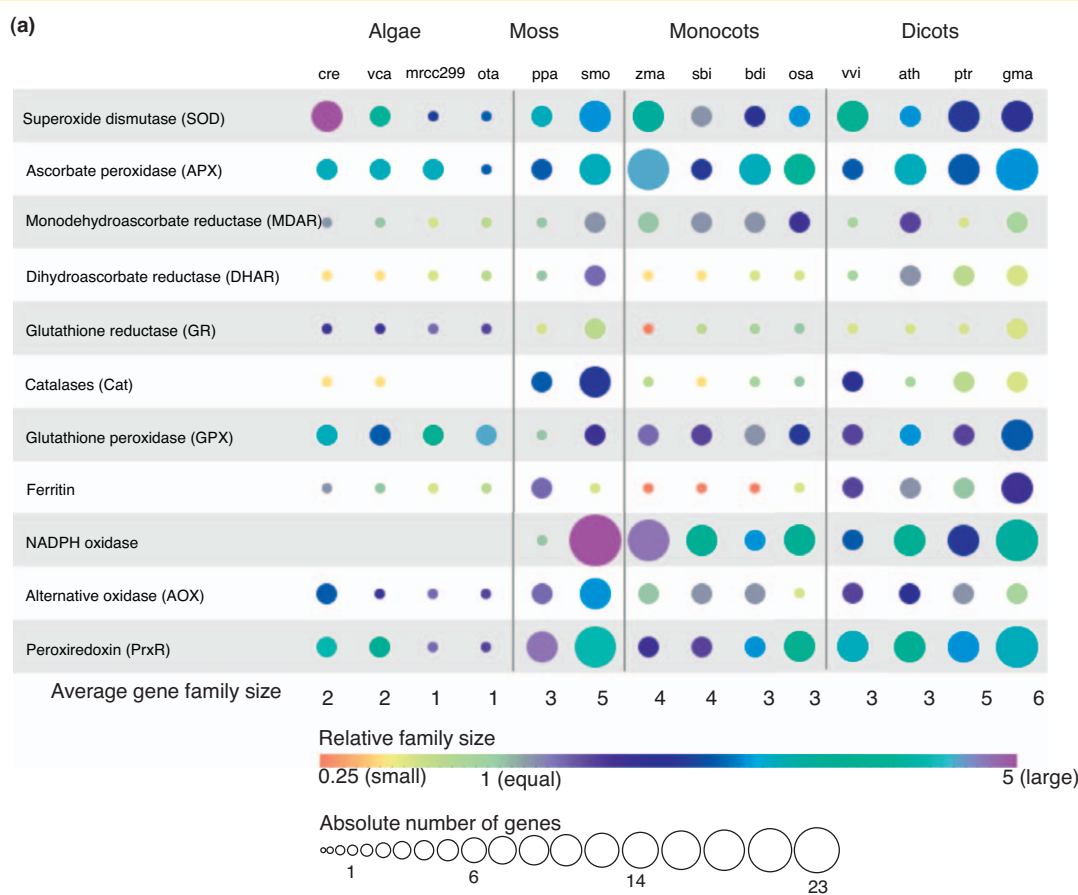 (a)
Algae Moss Monocots Dicots
cre vca mrcc299 ota ppa smo zma sbi bdi osa vvi ath ptr gma
Superoxide dismutase (SOD)
Ascorbate peroxidase (APX)
Monodehydroascorbate reductase (MDAR)
Dihydroascorbate reductase (DHAR)
Glutathione reductase (GR)
Catalases (Cat)
Glutathione peroxidase (GPX)
Ferritin
NADPH oxidase
Alternative oxidase (AOX)
Peroxiredoxin (PrxR)
Average gene family size 2 2 1 1 3 5 4 4 3 3 3 3 5 6
Relative family size
0.25 (small) 1 (equal) 5 (large)
Absolute number of genes
1 6 14 23